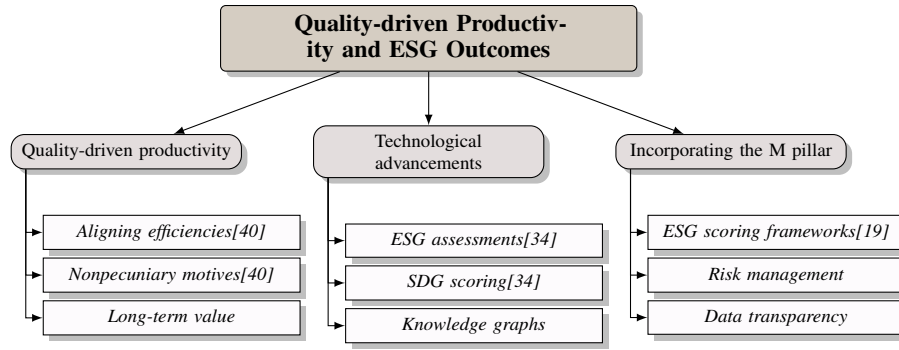 Quality-driven Productiv-
ity and ESG Outcomes
Quality-driven productivity
Aligning efficiencies[40]
Nonpecuniary motives[40]
Long-term value
Technological
advancements
ESG assessments[34]
SDG scoring[34]
Knowledge graphs
Incorporating the M pillar
ESG scoring frameworks[19]
Risk management
Data transparency